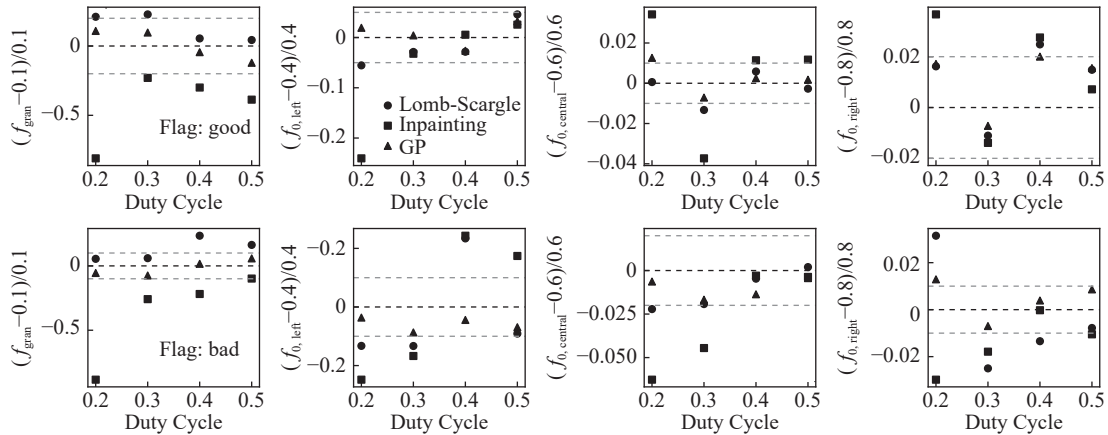 (f_gran−0.1)/0.1
0
−0.5
Flag: good
0.2 0.3 0.4 0.5
Duty Cycle
(f_0, left−0.4)/0.4
0
−0.1
−0.2
Lomb-Scargle
Inpainting
GP
0.2 0.3 0.4 0.5
Duty Cycle
(f_0, central−0.6)/0.6
0.02
0
−0.02
−0.04
0.2 0.3 0.4 0.5
Duty Cycle
(f_0, right−0.8)/0.8
0.02
0
−0.02
0.2 0.3 0.4 0.5
Duty Cycle
(f_gran−0.1)/0.1
0
−0.5
Flag: bad
0.2 0.3 0.4 0.5
Duty Cycle
(f_0, left−0.4)/0.4
−0.2
0
−0.2
0.2 0.3 0.4 0.5
Duty Cycle
(f_0, central−0.6)/0.6
0
−0.025
−0.050
0.2 0.3 0.4 0.5
Duty Cycle
(f_0, right−0.8)/0.8
0.02
0
−0.02
0.2 0.3 0.4 0.5
Duty Cycle